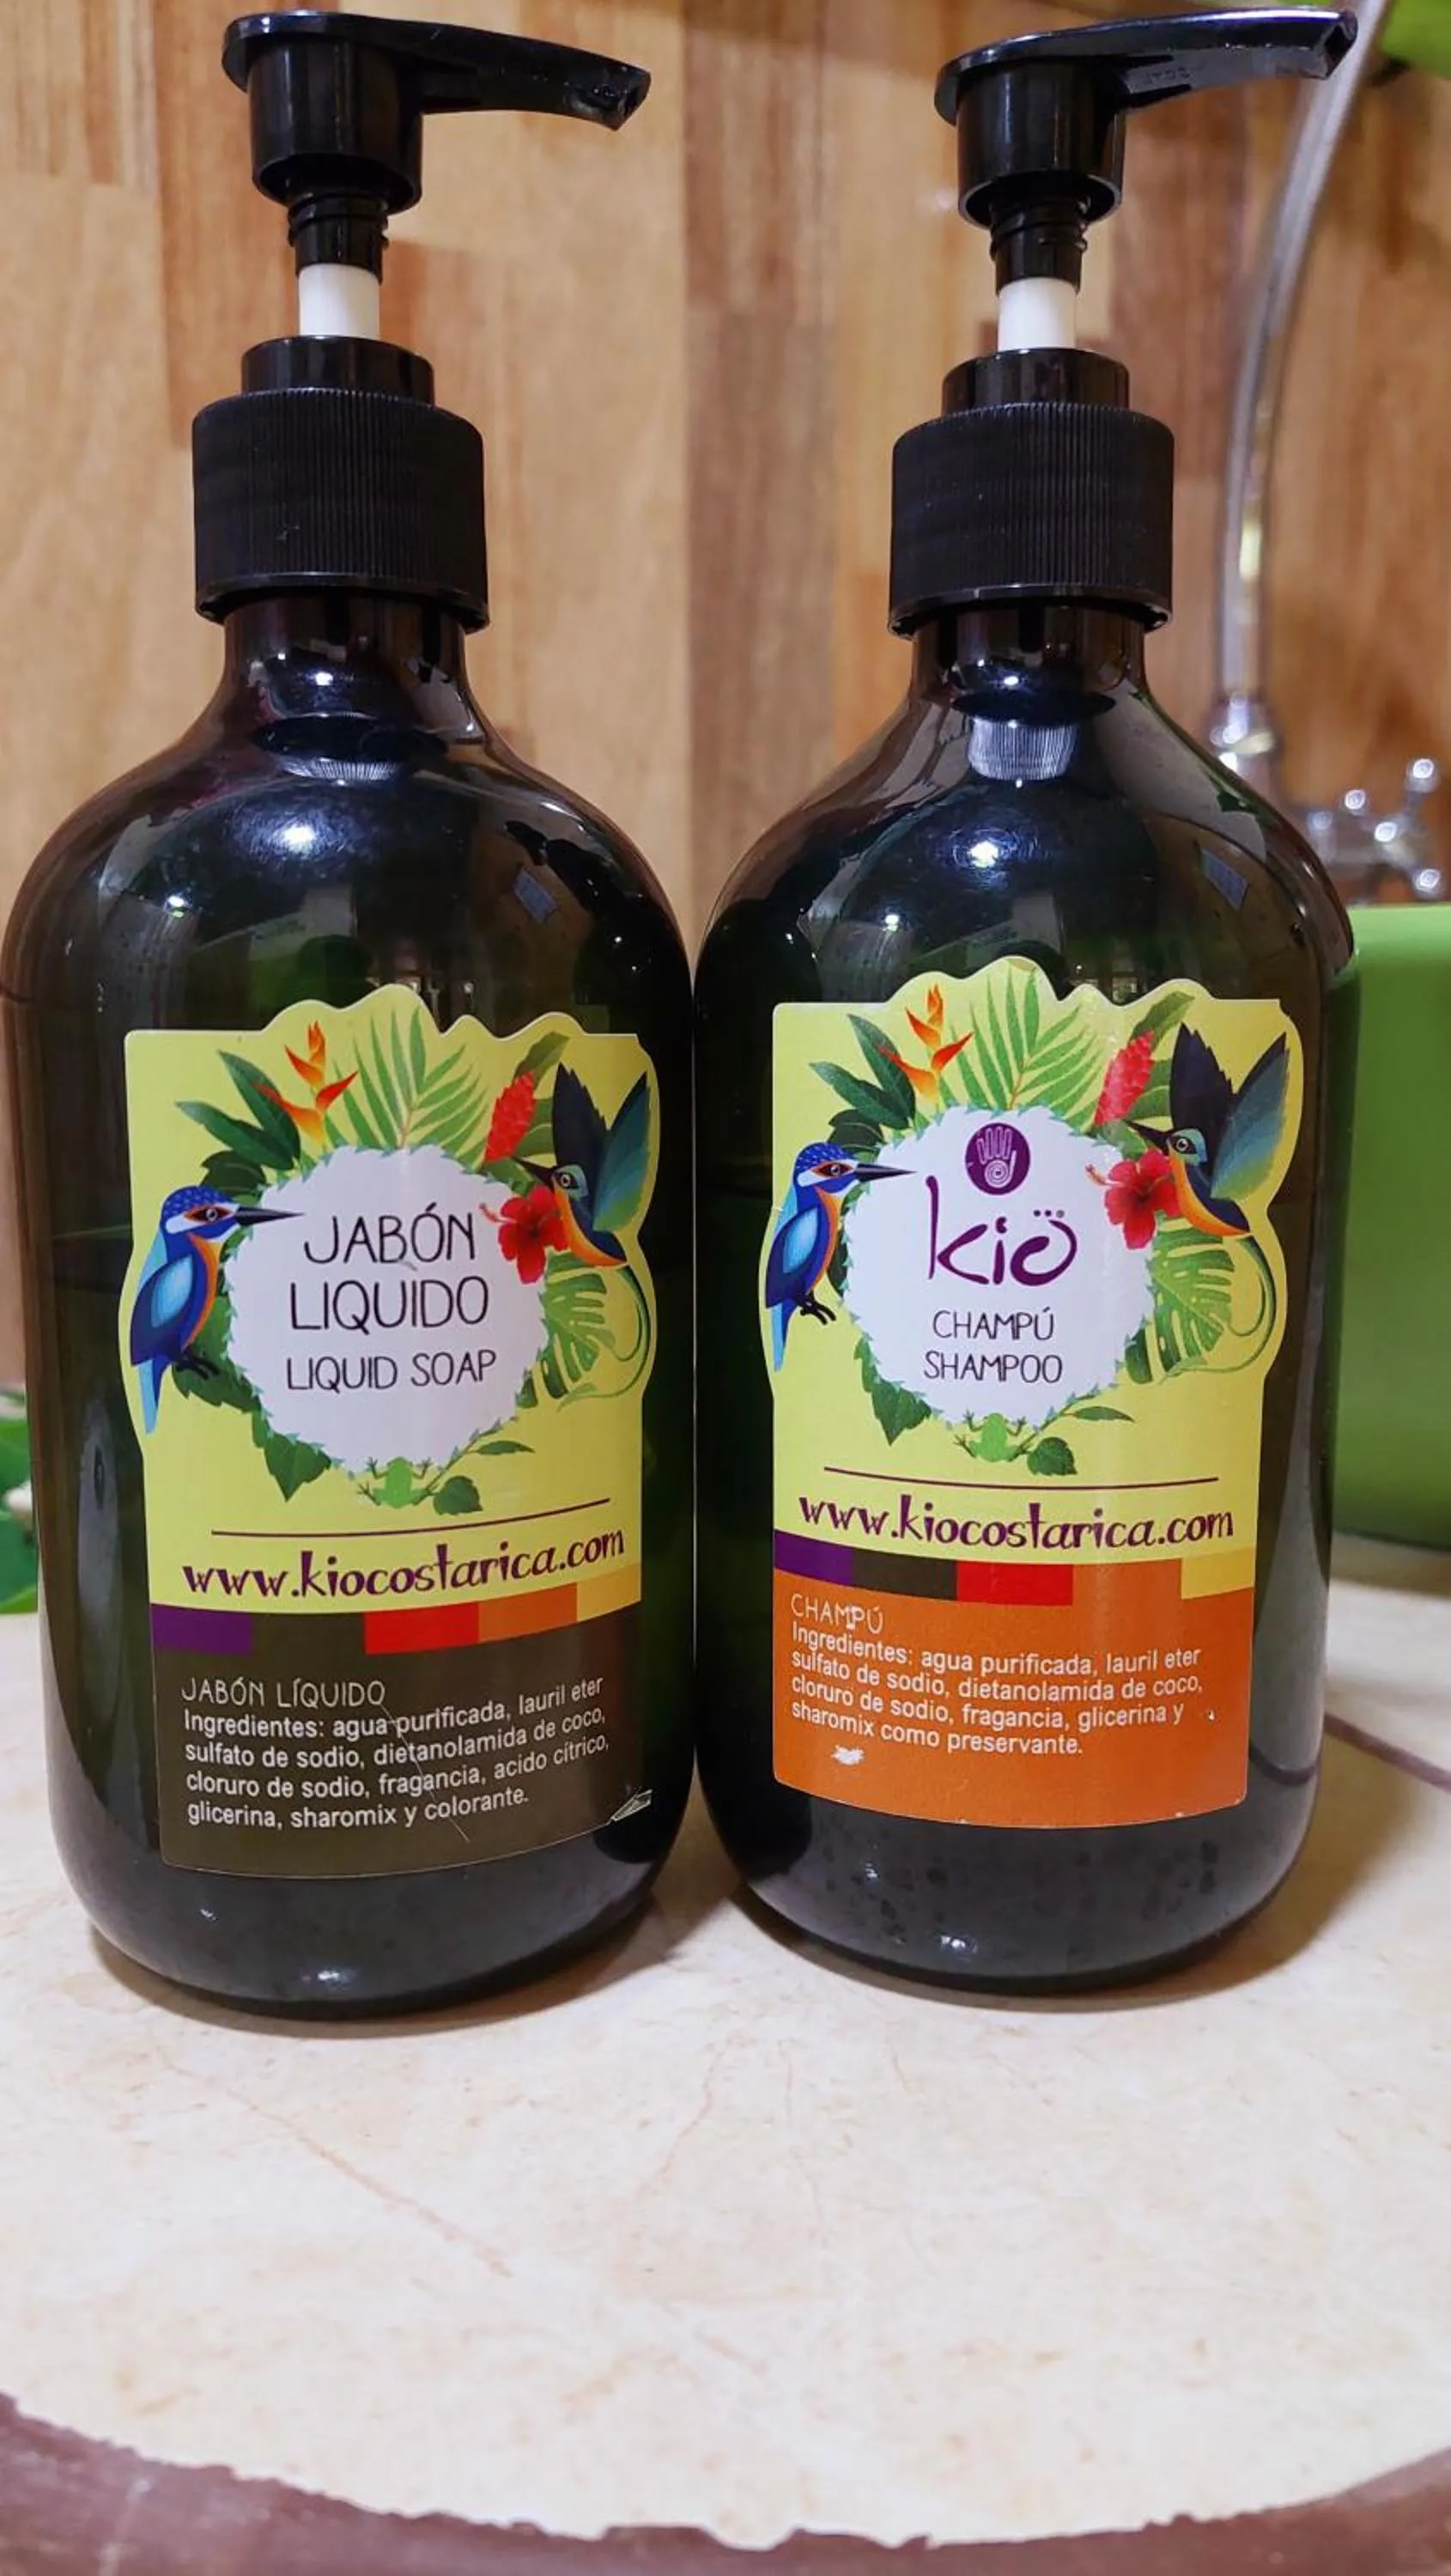 JABÓN
LIQUIDO
LIQUID SOAP
www.kiocostarica.com
JABÓN LÍQUIDO
Ingredientes: agua purificada, lauril eter
sulfato de sodio, dietanolamida de coco,
cloruro de sodio, fragancia, acido cítrico,
glicerina, sharomix y colorante.
kio
CHAMPÚ
SHAMPOO
www.kiocostarica.com
CHAMPÚ
Ingredientes: agua purificada, lauril eter
sulfato de sodio, dietanolamida de coco,
cloruro de sodio, fragancia, glicerina y
sharomix como preservante.